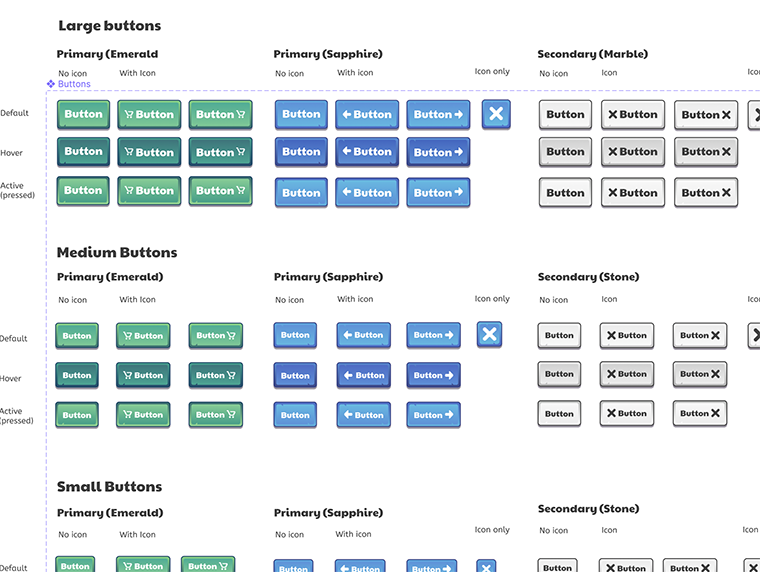 Large buttons
Primary (Emerald Primary (Sapphire) Secondary (Marble)
No icon With Icon No icon With icon Icon only No icon Icon Ico
Buttons
Default Button Button Button Button Button Button Button Button Button
Hover Button Button Button Button Button Button Button Button Button
Active (pressed) Button Button Button Button Button Button Button Button Button
Medium Buttons
Primary (Emerald) Primary (Sapphire) Secondary (Stone)
No icon With Icon No icon With icon Icon only No icon Icon Ico
Default Button Button Button Button Button Button Button Button Button
Hover Button Button Button Button Button Button Button Button Button
Active (pressed) Button Button Button Button Button Button Button Button Button
Small Buttons
Primary (Emerald) Primary (Sapphire) Secondary (Stone)
No icon With Icon No icon With icon Icon only No icon Icon Icon
Default Button Button Button Button Button Button Button Button Button